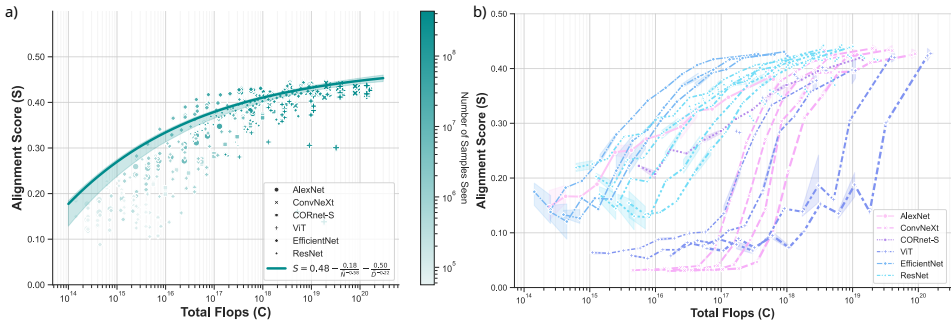 a)
Alignment Score (S)
0.50
0.40
0.30
0.20
0.10
0.00
10^14
10^15
10^16
10^17
10^18
10^19
10^20
Total Flops (C)
AlexNet
ConvNeXt
CORnet-S
ViT
EfficientNet
ResNet
10^8
10^7
10^6
10^5
Number of Samples Seen
b)
Alignment Score (S)
0.50
0.40
0.30
0.20
0.10
0.00
10^14
10^15
10^16
10^17
10^18
10^19
10^20
Total Flops (C)
AlexNet
ConvNeXt
CORnet-S
ViT
EfficientNet
ResNet